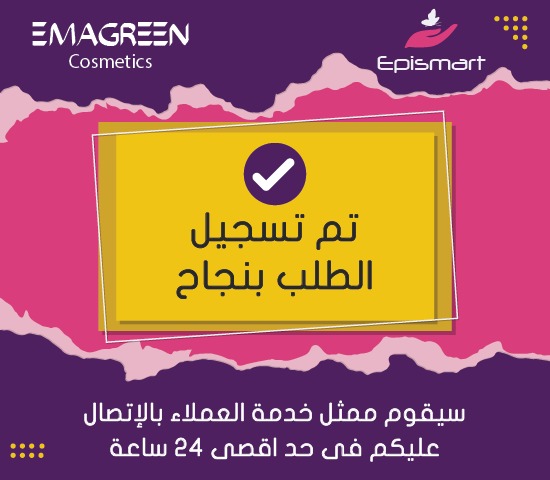 EMAGREEN
Cosmetics
Epismart
تم تسجيل
الطلب بنجاح
سيقوم ممثل خدمة العملاء بالإتصال
عليكم فى حد اقصى 24 ساعة